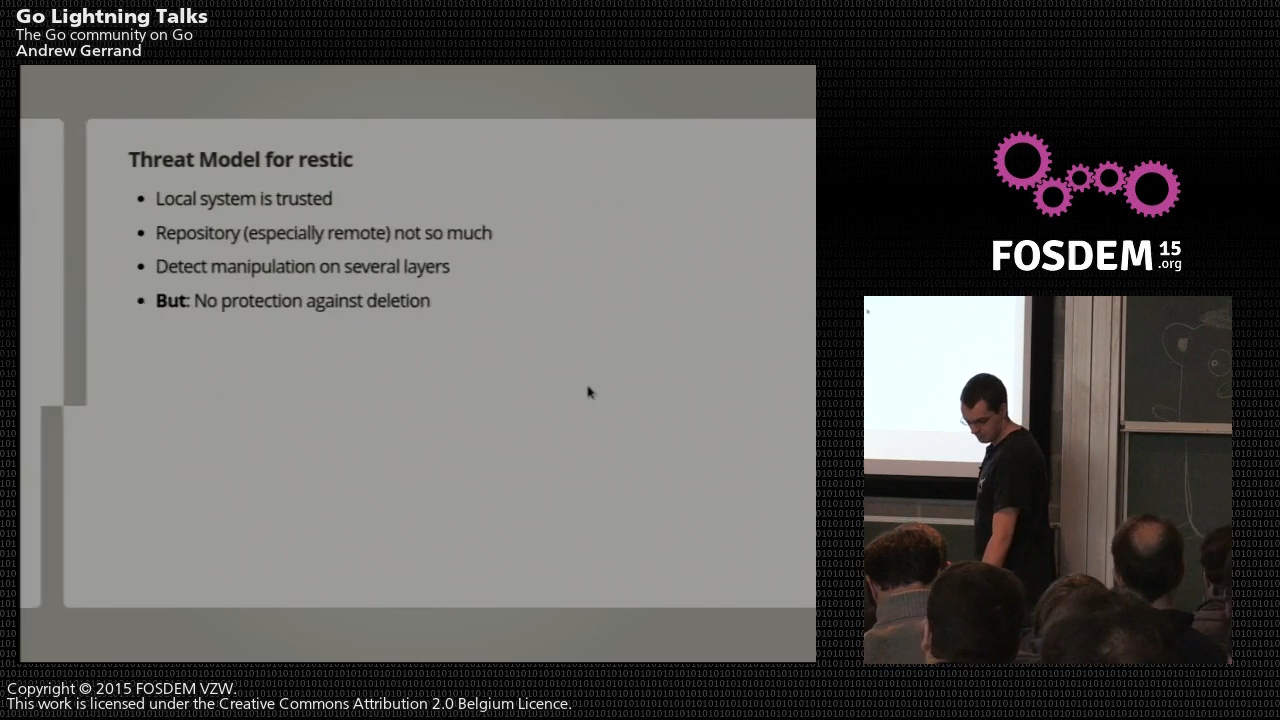 Go Lightning Talks
The Go community on Go
Andrew Gerrand
Threat Model for restic
• Local system is trusted
• Repository (especially remote) not so much
• Detect manipulation on several layers
• But: No protection against deletion
FOSDEM 15
.org
Copyright © 2015 FOSDEM VZW.
This work is licensed under the Creative Commons Attribution 2.0 Belgium Licence.